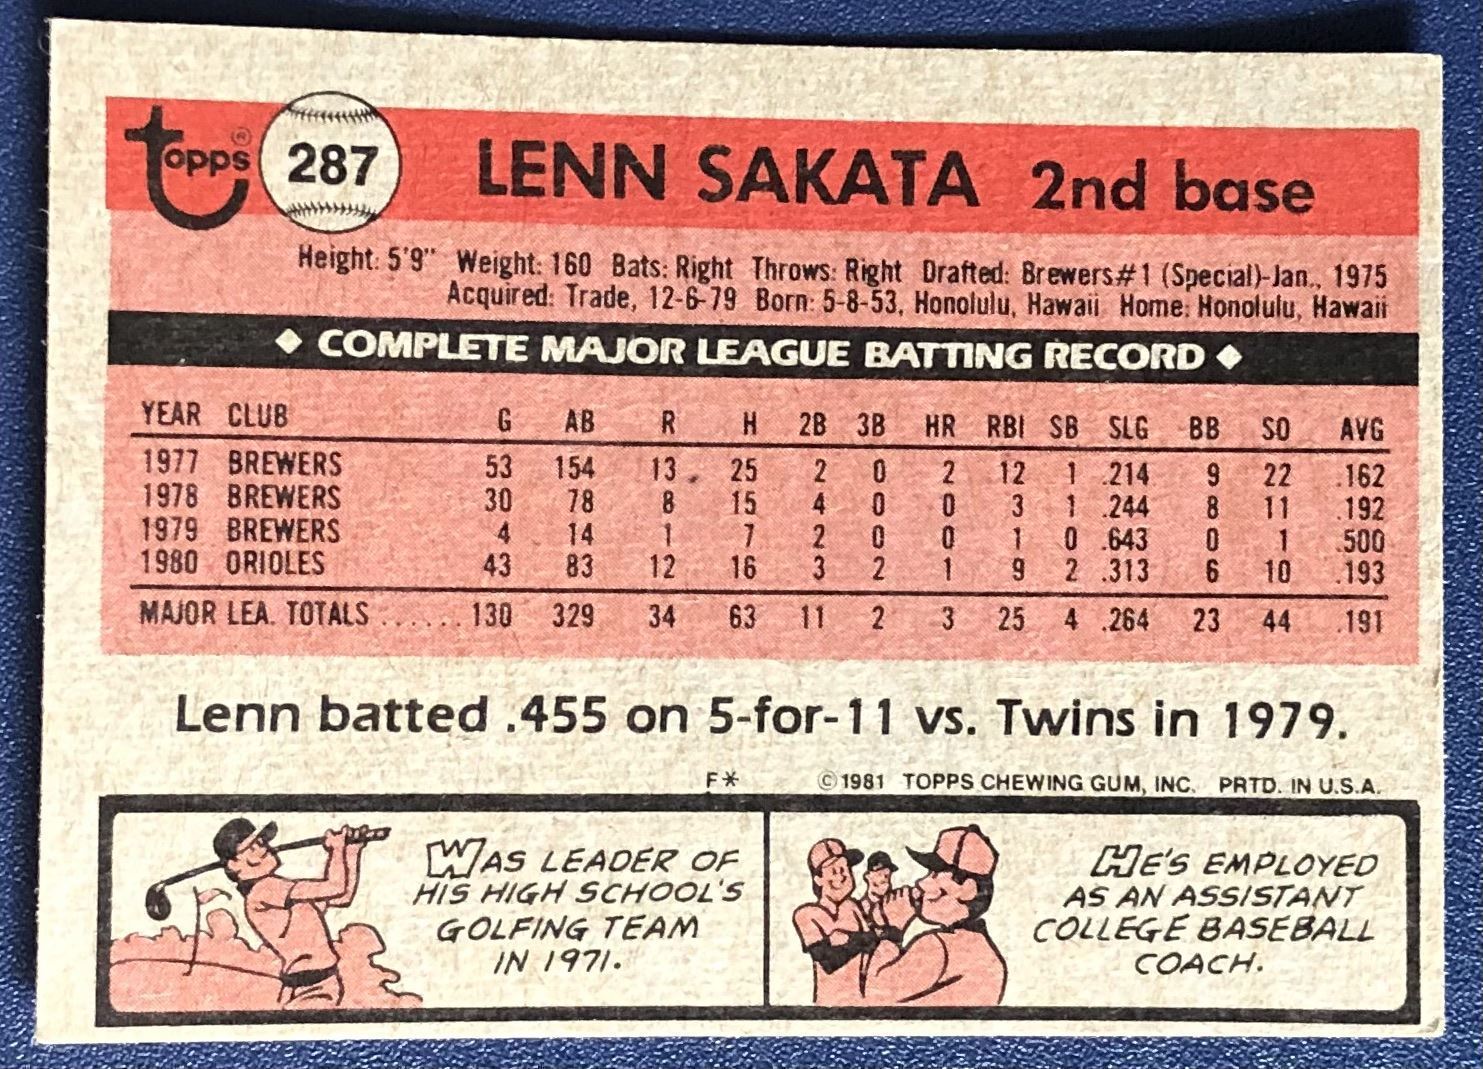 Topps ® 287 LENN SAKATA 2nd base
Height: 5'9" Weight: 160 Bats: Right Throws: Right Drafted: Brewers#1 (Special)-Jan., 1975
Acquired: Trade, 12-6-79 Born: 5-8-53, Honolulu, Hawaii Home: Honolulu, Hawaii
◆ COMPLETE MAJOR LEAGUE BATTING RECORD ◆
YEAR CLUB G AB R H 2B 3B HR RBI SB SLG BB SO AVG
1977 BREWERS 53 154 13 25 2 0 2 12 1 .214 9 22 .162
1978 BREWERS 30 78 8 15 4 0 0 3 1 .244 8 11 .192
1979 BREWERS 4 14 1 7 2 0 0 1 0 .643 0 1 .500
1980 ORIOLES 43 83 12 16 3 2 1 9 2 .313 6 10 .193
MAJOR LEA. TOTALS ...... 130 329 34 63 11 2 3 25 4 .264 23 44 .191
Lenn batted .455 on 5-for-11 vs. Twins in 1979.
F* © 1981 TOPPS CHEWING GUM, INC. PRTD. IN U.S.A.
WAS LEADER OF
HIS HIGH SCHOOL'S
GOLFING TEAM
IN 1971.
HE'S EMPLOYED
AS AN ASSISTANT
COLLEGE BASEBALL
COACH.